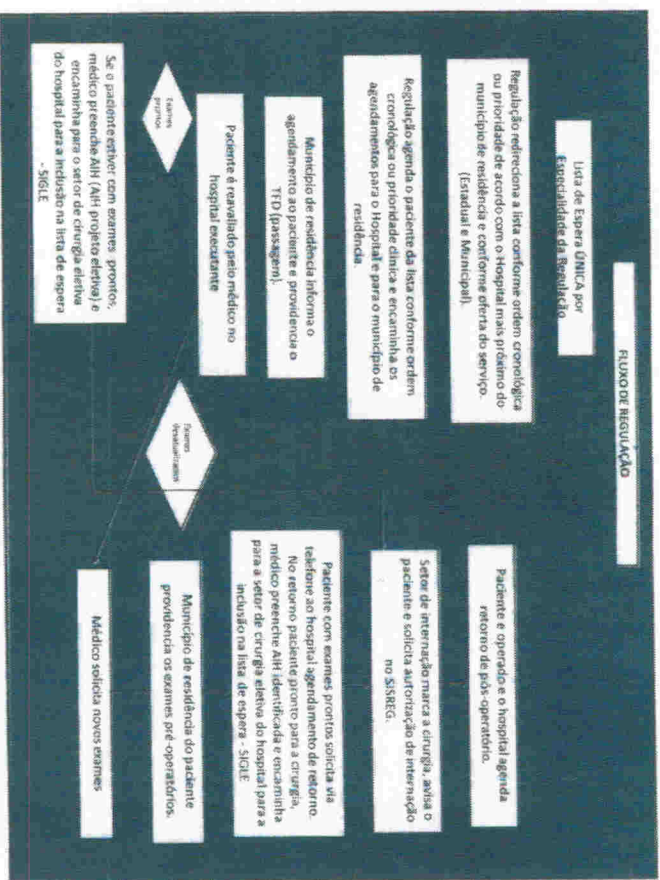 FLUXO DE REGULAÇÃO
Lista de Espera ÚNICA por
Especialidade da Regulação
Regulação redireciona a lista conforme ordem cronológica
ou prioridade de acordo com o Hospital mais próximo do
município de residência e conforme oferta do serviço.
(Estadual e Municipal).
Regulação agenda o paciente da lista conforme ordem
cronológica ou prioridade clínica e encaminha os
agendamentos para o Hospital e para o município de
residência.
Município de residência informa o
agendamento ao paciente e providencia o
TFD (passagem).
Paciente é reavaliado pelo médico no
hospital executante
Exames
prontos
Se o paciente estiver com exames prontos,
médico preenche AIH (AIH projeto eletiva) e
encaminha para o setor de cirurgia eletiva
do hospital para a inclusão na lista de espera
- SIGLE
Exames
desatualizados
Médico solicita novos exames
Município de residência do paciente
providencia os exames pré-operatórios.
Paciente com exames prontos solicita via
telefone ao hospital agendamento de retorno.
No retorno paciente pronto para a cirurgia,
médico preenche AIH identificada e encaminha
para a setor de cirurgia eletiva do hospital para a
inclusão na lista de espera - SIGLE
Setor de internação marca a cirurgia, avisa o
paciente e solicita autorização de internação
no SISREG.
Paciente e operado e o hospital agenda
retorno de pós-operatório.